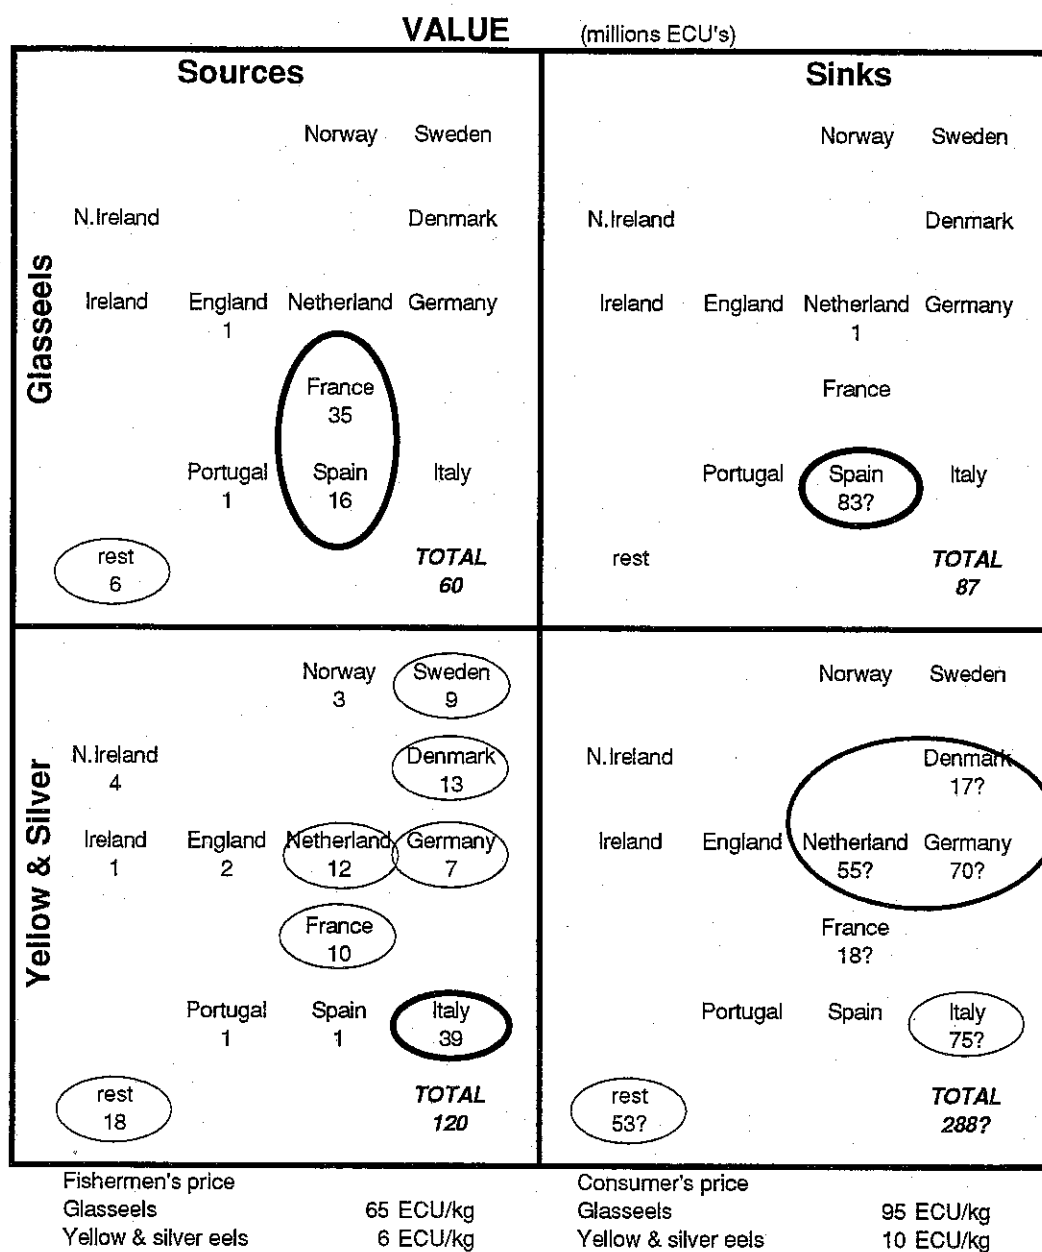 VALUE (millions ECU's)
Sources
Norway Sweden
N.Ireland Denmark
Ireland England Netherland Germany
1
France
35
Portugal Spain Italy
1 16
rest TOTAL
6 60
Glasseels
Sinks
Norway Sweden
N.Ireland Denmark
Ireland England Netherland Germany
1
France
Portugal Spain Italy
83?
rest TOTAL
87
Yellow & Silver
Norway Sweden
3 9
N.Ireland Denmark
4 13
Ireland England Netherland Germany
1 2 12 7
France
10
Portugal Spain Italy
1 1 39
rest TOTAL
18 120
Norway Sweden
N.Ireland Denmark
17?
Ireland England Netherland Germany
55? 70?
France
18?
Portugal Spain Italy
75?
rest TOTAL
53? 288?
Fishermen's price
Glasseels 65 ECU/kg
Yellow & silver eels 6 ECU/kg
Consumer's price
Glasseels 95 ECU/kg
Yellow & silver eels 10 ECU/kg